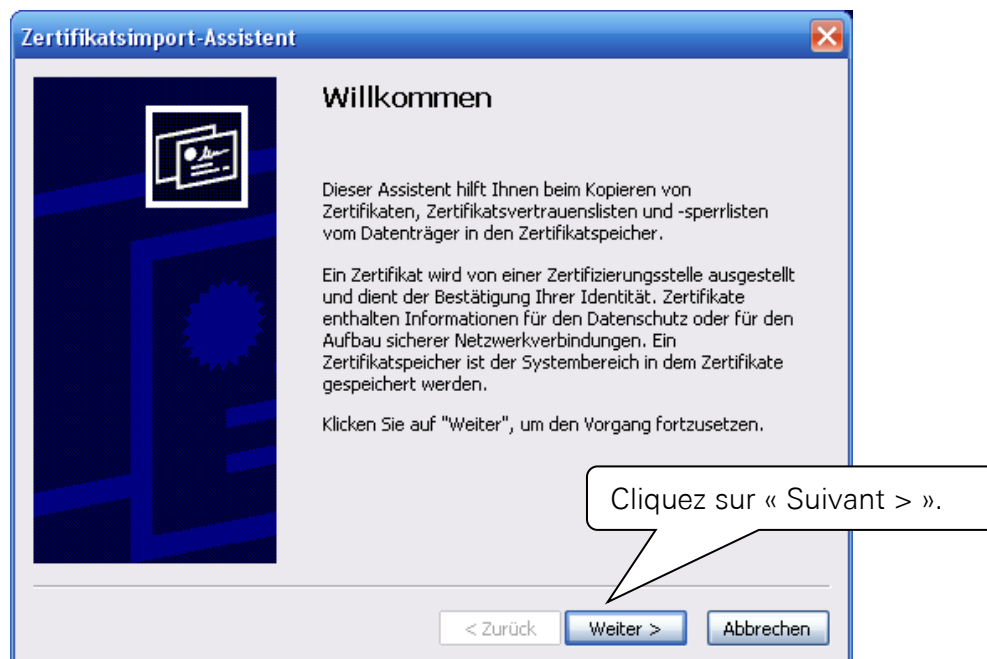 Zertifikatsimport-Assistent
Willkommen
Dieser Assistent hilft Ihnen beim Kopieren von
Zertifikaten, Zertifikatsvertrauenslisten und -sperrlisten
vom Datenträger in den Zertifikatspeicher.
Ein Zertifikat wird von einer Zertifizierungsstelle ausgestellt
und dient der Bestätigung Ihrer Identität. Zertifikate
enthalten Informationen für den Datenschutz oder für den
Aufbau sicherer Netzwerkverbindungen. Ein
Zertifikatspeicher ist der Systembereich in dem Zertifikate
gespeichert werden.
Klicken Sie auf "Weiter", um den Vorgang fortzusetzen.
Cliquez sur « Suivant > ».
< Zurück Weiter > Abbrechen